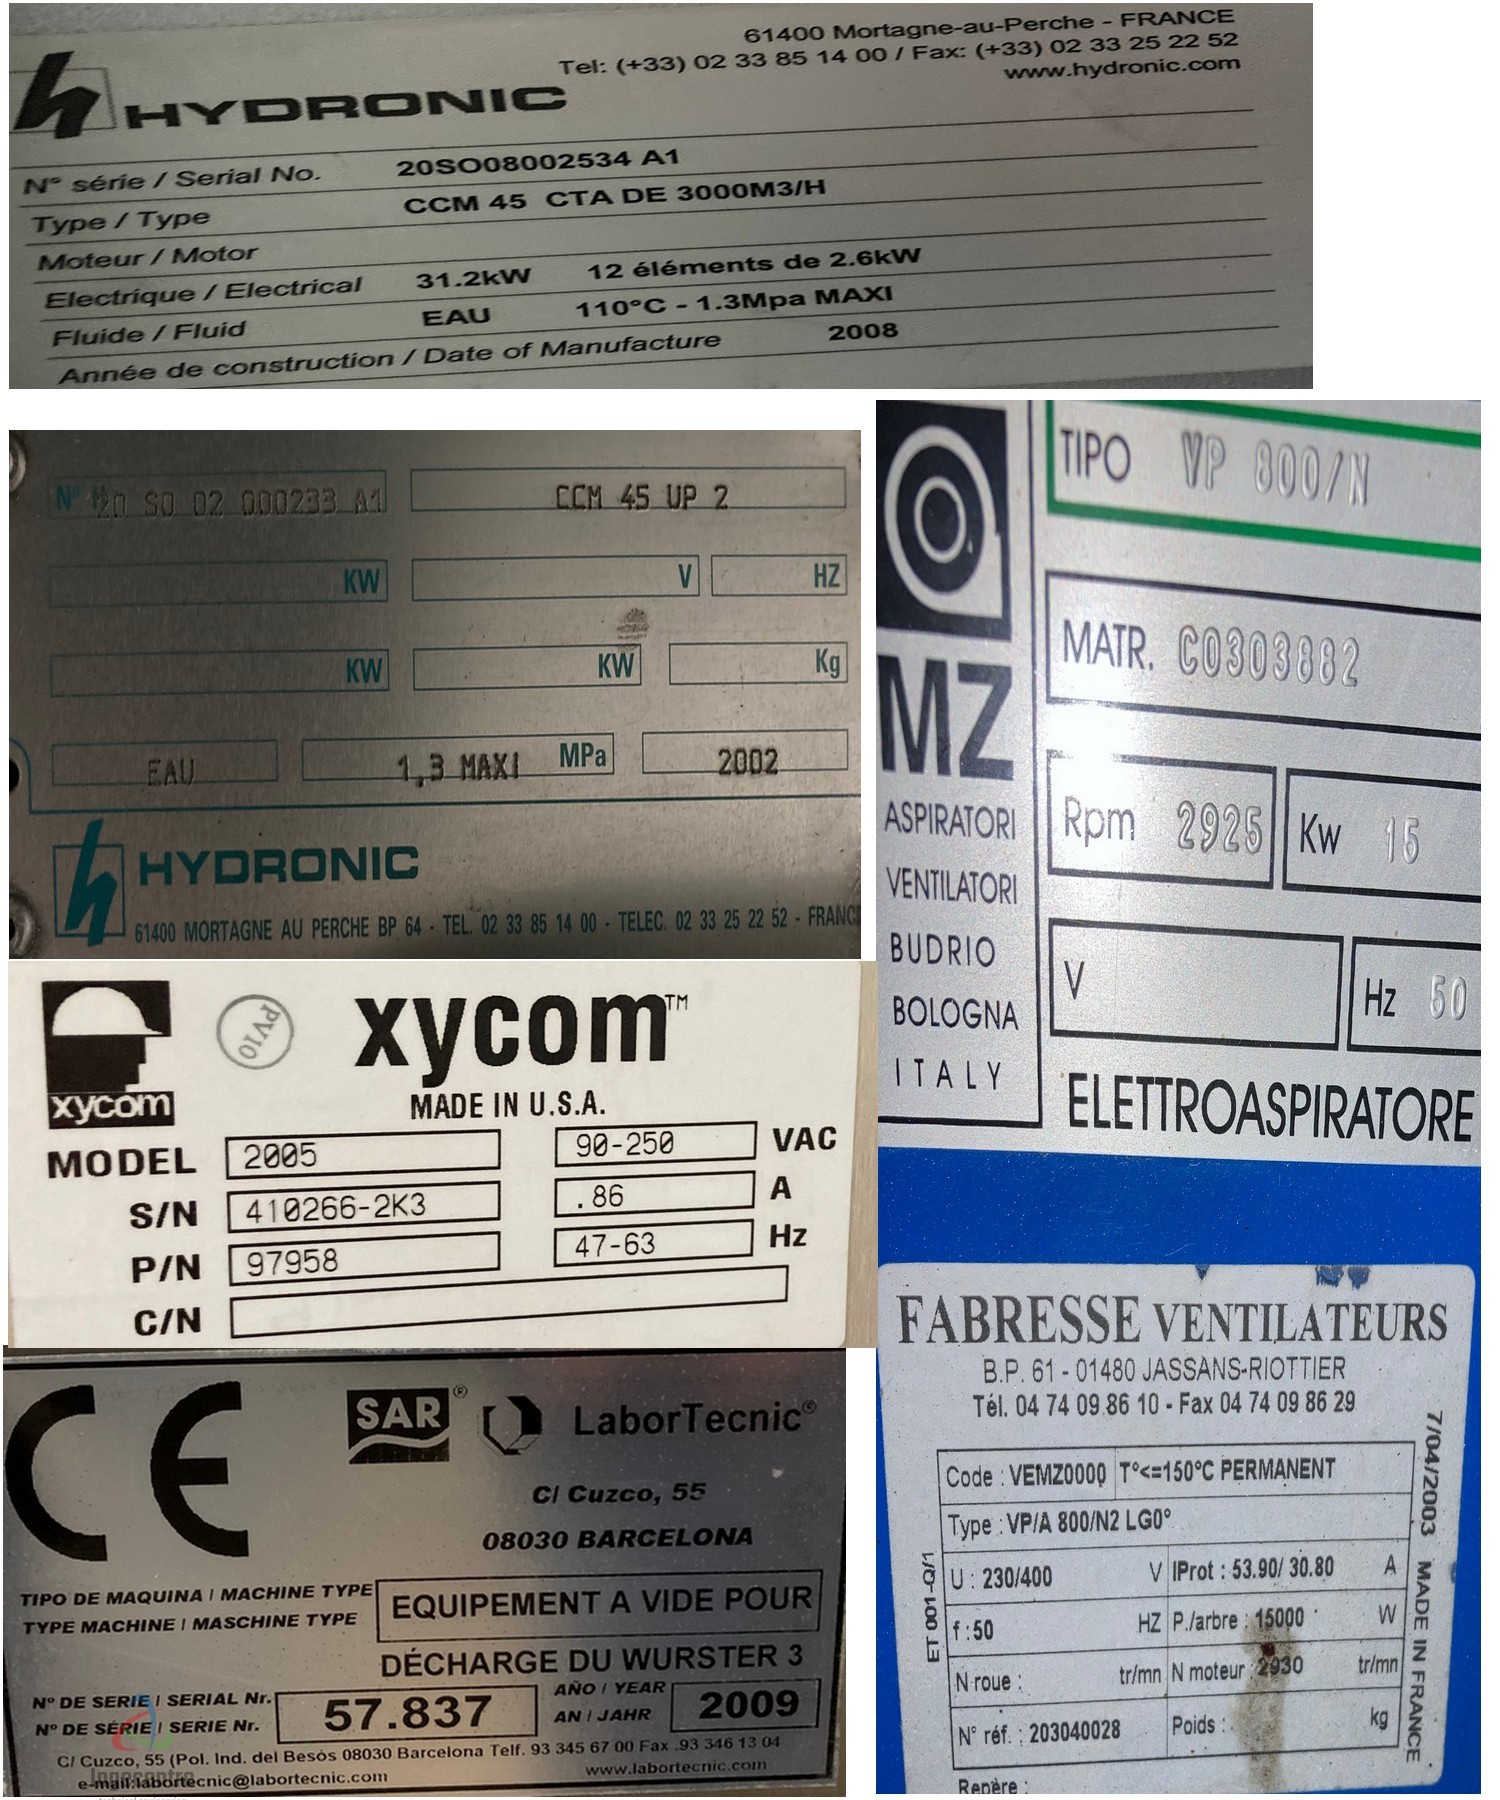 61400 Mortagne-au-Perche - FRANCE
Tel: (+33) 02 33 85 14 00 / Fax: (+33) 02 33 25 22 52
www.hydronic.com
HYDRONIC
N° série / Serial No. 20SO08002534 A1
Type / Type CCM 45 CTA DE 3000M3/H
Moteur / Motor
Electrique / Electrical 31.2kW 12 éléments de 2.6kW
Fluide / Fluid EAU 110°C - 1.3Mpa MAXI
Année de construction / Date of Manufacture 2008
N° 20 SO 02 000233 A1 CCM 45 UP 2
KW V HZ
KW KW Kg
EAU 1,3 MAXI MPa 2002
HYDRONIC
61400 MORTAGNE AU PERCHE BP 64 - TEL. 02 33 85 14 00 - TELEC. 02 33 25 22 52 - FRANC
TIPO VP 800/N
MATR. C0303882
MZ
Rpm 2925 Kw 15
ASPIRATORI
VENTILATORI
BUDRIO
BOLOGNA
ITALY
V Hz 50
ELETTROASPIRATORE
xycom
PV10
xycom™
MADE IN U.S.A.
MODEL 2005 90-250 VAC
S/N 410266-2K3 .86 A
P/N 97958 47-63 Hz
C/N
FABRESSE VENTILATEURS
B.P. 61 - 01480 JASSANS-RIOTTIER
Tél. 04 74 09 86 10 - Fax 04 74 09 86 29
Code : VEMZ0000 T°<=150°C PERMANENT
Type : VP/A 800/N2 LG0°
U : 230/400 V IProt : 53.90/ 30.80 A
f : 50 HZ P./arbre : 15000 W
N roue : tr/mn N moteur : 2930 tr/mn
N° réf. : 203040028 Poids : kg
Repère :
ET 001 -Q/1
7/04/2003 MADE IN FRANCE
CE SAR® LaborTecnic®
C/ Cuzco, 55
08030 BARCELONA
TIPO DE MAQUINA / MACHINE TYPE
TYPE MACHINE / MASCHINE TYPE
EQUIPEMENT A VIDE POUR
DÉCHARGE DU WURSTER 3
Nº DE SERIE / SERIAL Nr.
Nº DE SÉRIE / SERIE Nr.
57.837
AÑO / YEAR
AN / JAHR
2009
C/ Cuzco, 55 (Pol. Ind. del Besós 08030 Barcelona Telf. 93 345 67 00 Fax .93 346 13 04
e-mail:labortecnic@labortecnic.com www.labortecnic.com